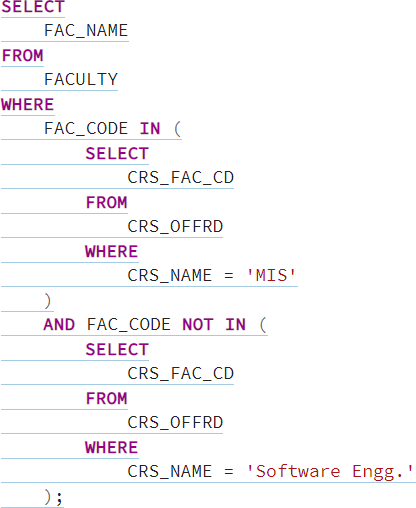 SELECT
FAC_NAME
FROM
FACULTY
WHERE
FAC_CODE IN (
SELECT
CRS_FAC_CD
FROM
CRS_OFFRD
WHERE
CRS_NAME = 'MIS'
)
AND FAC_CODE NOT IN (
SELECT
CRS_FAC_CD
FROM
CRS_OFFRD
WHERE
CRS_NAME = 'Software Engg.'
);